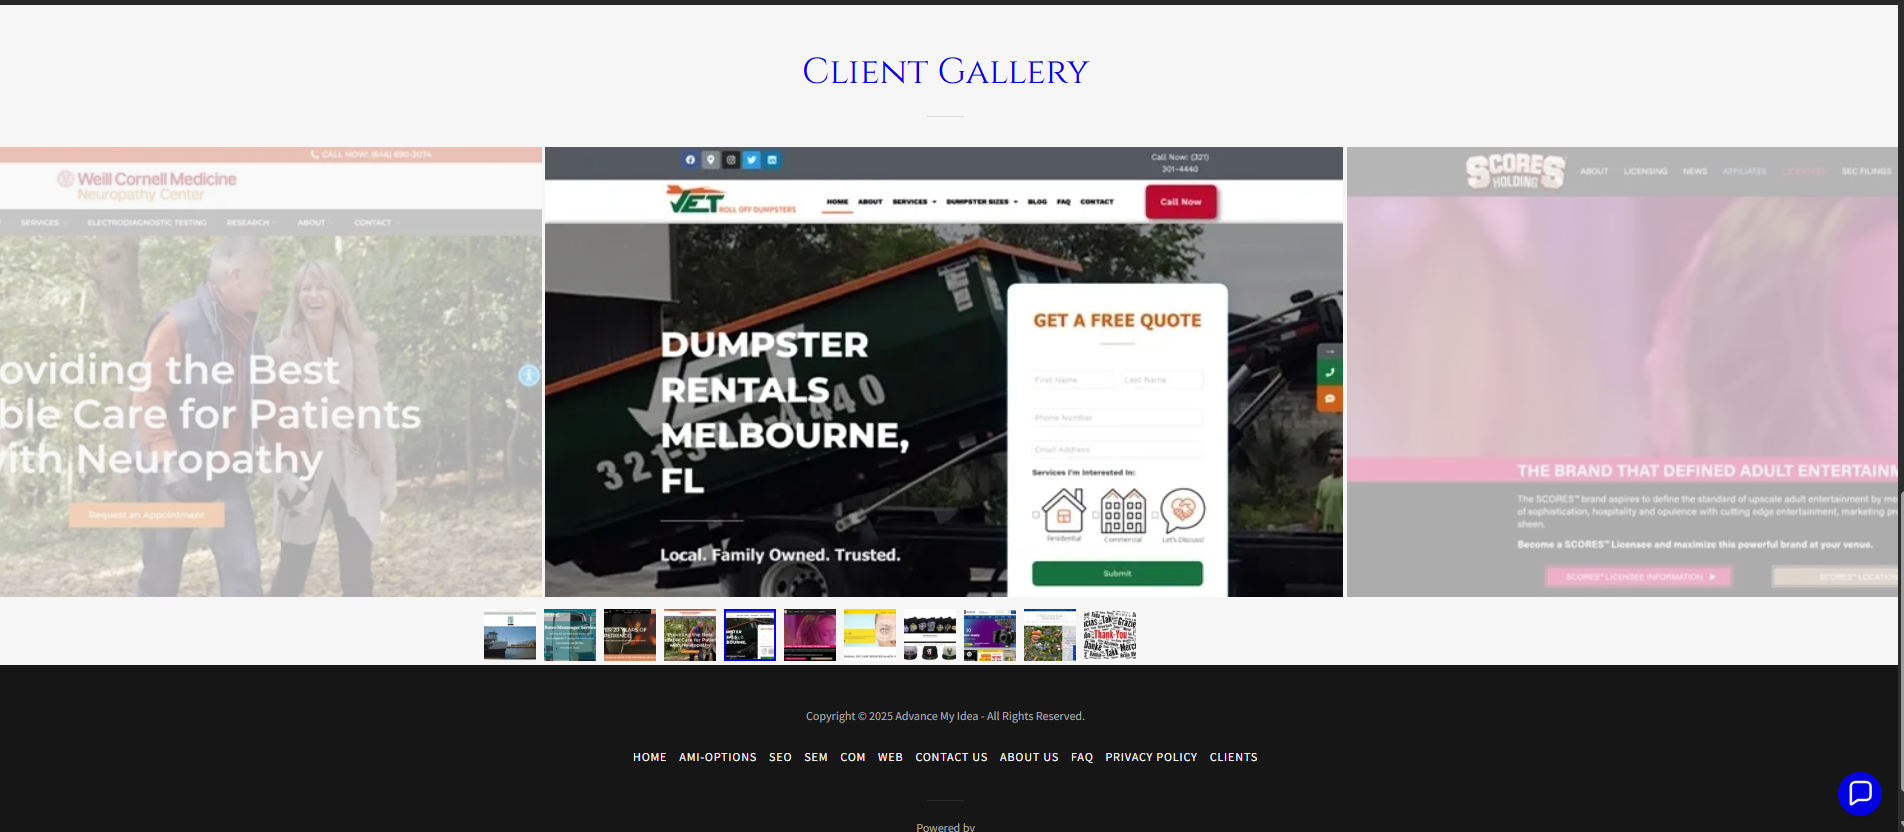 Client Gallery
CALL NOW: (646) 890-2074
Weill Cornell Medicine
Neuropathy Center
SERVICES ELECTRODIAGNOSTIC TESTING RESEARCH ABOUT CONTACT
oviding the Best
ble Care for Patients
vith Neuropathy
Request an Appointment
Call Now: (321)
301-4440
JET ROLL OFF DUMPSTERS
HOME ABOUT SERVICES DUMPSTER SIZES BLOG FAQ CONTACT
Call Now
DUMPSTER
RENTALS
MELBOURNE,
FL
Local. Family Owned. Trusted.
GET A FREE QUOTE
First Name Last Name
Phone Number
Email Address
Services I'm Interested In:
Residential Commercial Let's Discuss!
Submit
SCORES
HOLDING
ABOUT LICENSING NEWS AFFILIATES LICENSEES SEC FILINGS
THE BRAND THAT DEFINED ADULT ENTERTAINM
The SCORES™ brand aspires to define the standard of upscale adult entertainment by me
of sophistication, hospitality and opulence with cutting edge entertainment, marketing pr
sheen.
Become a SCORES™ Licensee and maximize this powerful brand at your venue.
SCORES™ LICENSEE INFORMATION
SCORES™ LOCATIO
Thank You
Copyright © 2025 Advance My Idea - All Rights Reserved.
HOME AMI-OPTIONS SEO SEM COM WEB CONTACT US ABOUT US FAQ PRIVACY POLICY CLIENTS
Powered by